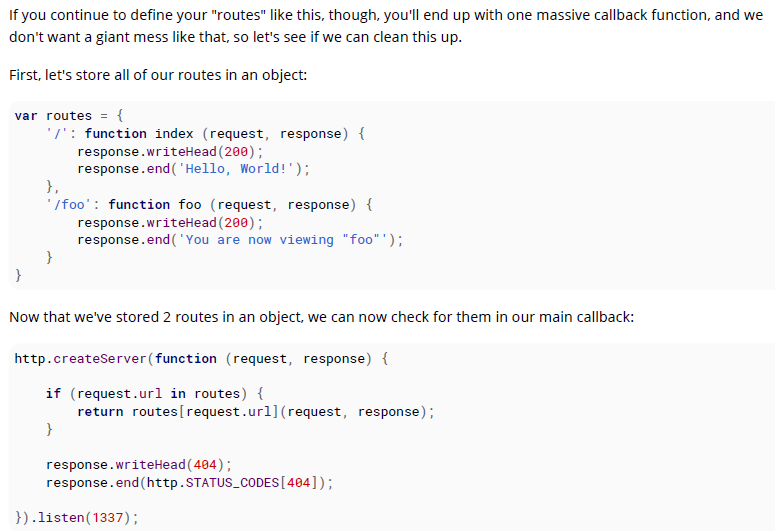 If you continue to define your "routes" like this, though, you'll end up with one massive callback function, and we
don't want a giant mess like that, so let's see if we can clean this up.
First, let's store all of our routes in an object:
var routes = {
    '/': function index (request, response) {
        response.writeHead(200);
        response.end('Hello, World!');
    },
    '/foo': function foo (request, response) {
        response.writeHead(200);
        response.end('You are now viewing "foo"');
    }
}
Now that we've stored 2 routes in an object, we can now check for them in our main callback:
http.createServer(function (request, response) {
    if (request.url in routes) {
        return routes[request.url](request, response);
    }
    response.writeHead(404);
    response.end(http.STATUS_CODES[404]);
}).listen(1337);